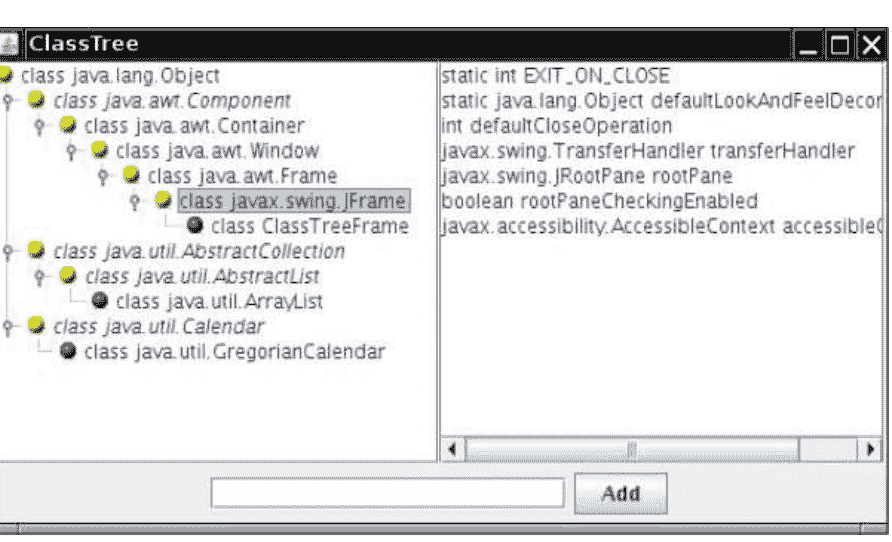 ClassTree
class java.lang.Object
class java.awt.Component
class java.awt.Container
class java.awt.Window
class java.awt.Frame
class javax.swing.JFrame
class ClassTreeFrame
class java.util.AbstractCollection
class java.util.AbstractList
class java.util.ArrayList
class java.util.Calendar
class java.util.GregorianCalendar
static int EXIT_ON_CLOSE
static java.lang.Object defaultLookAndFeelDecor
int defaultCloseOperation
javax.swing.TransferHandler transferHandler
javax.swing.JRootPane rootPane
boolean rootPaneCheckingEnabled
javax.accessibility.AccessibleContext accessibleC
Add